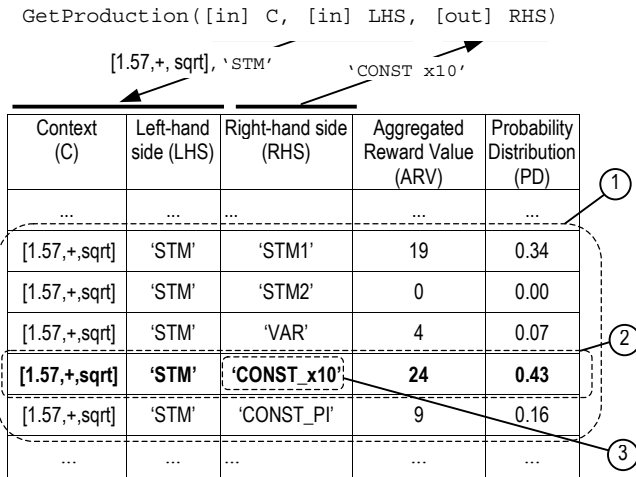 GetProduction([in] C, [in] LHS, [out] RHS)
[1.57,+, sqrt], ‘STM’ ‘CONST x10’
Context Left-hand Right-hand side Aggregated Probability
(C) side (LHS) (RHS) Reward Value Distribution
(ARV) (PD)
1
... ... ... ... ...
[1.57,+,sqrt] ‘STM’ ‘STM1’ 19 0.34
[1.57,+,sqrt] ‘STM’ ‘STM2’ 0 0.00
[1.57,+,sqrt] ‘STM’ ‘VAR’ 4 0.07
2
[1.57,+,sqrt] ‘STM’ ‘CONST_x10’ 24 0.43
[1.57,+,sqrt] ‘STM’ ‘CONST_PI’ 9 0.16
3
... ... ... ... ...